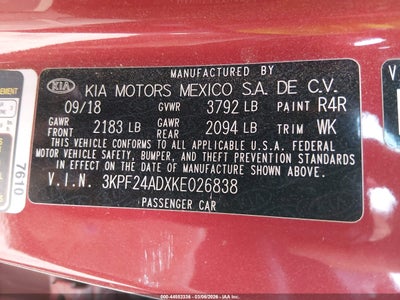 MANUFACTURED BY
KIA KIA MOTORS MEXICO S.A. DE C.V.
09/18 GVWR 3792 LB PAINT R4R
GAWR FRONT 2183 LB GAWR REAR 2094 LB TRIM WK
THIS VEHICLE CONFORMS TO ALL APPLICABLE U.S.A. FEDERAL
MOTOR VEHICLE SAFETY, BUMPER, AND THEFT PREVENTION
STANDARDS IN EFFECT ON THE DATE OF MANUFACTURE SHOWN ABOVE.
V.I.N. 3KPF24ADXKE026838
PASSENGER CAR
7610